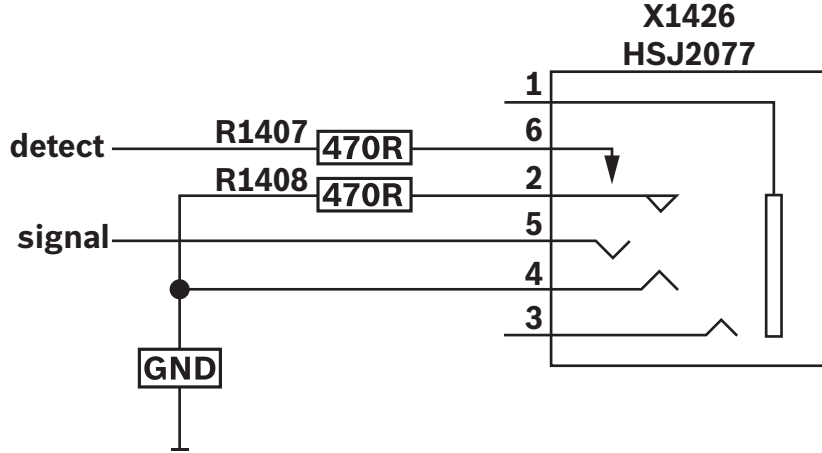 X1426
HSJ2077
1
detect R1407 470R 6
R1408 470R 2
signal 5
4
3
GND